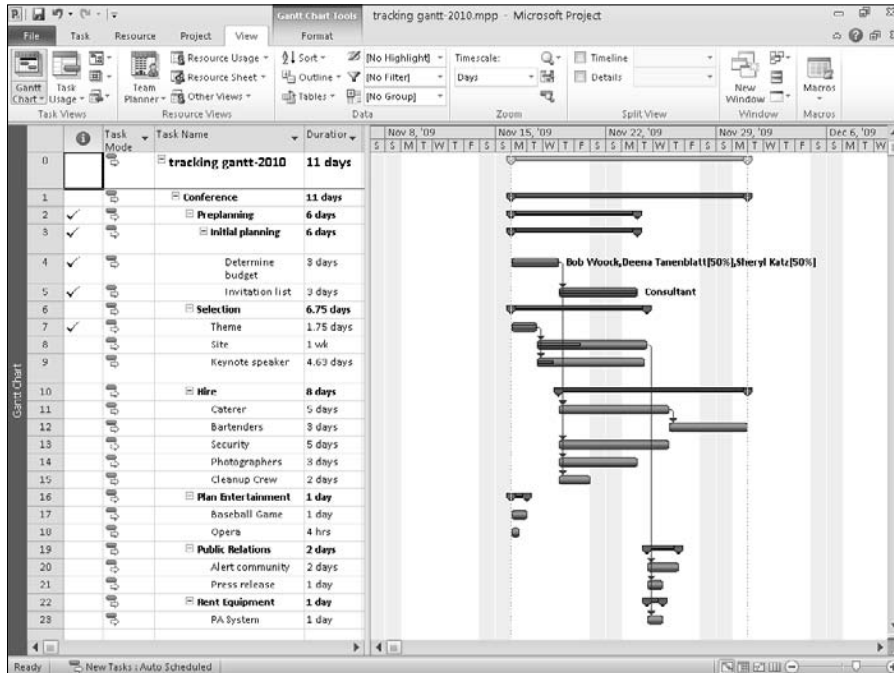 Gantt Chart Tools
tracking gantt-2010.mpp - Microsoft Project
File Task Resource Project View Format
Gantt Chart
Task Usage
Task Views
Team Planner
Resource Usage
Resource Sheet
Other Views
Resource Views
Sort
Outline
Tables
[No Highlight]
[No Filter]
[No Group]
Data
Timescale:
Days
Zoom
Timeline
Details
Split View
New Window
Window
Macros
Macros
Task Mode Task Name Duration
Nov 8, '09 Nov 15, '09 Nov 22, '09 Nov 29, '09 Dec 6, '09
S S M T W T F S S M T W T F S S M T W T F S S M T W T F S S M T W
0 tracking gantt-2010 11 days
1 Conference 11 days
2 Preplanning 6 days
3 Initial planning 6 days
4 Determine budget 3 days Bob Woock,Deena Tanenblatt[50%],Sheryl Katz[50%]
5 Invitation list 3 days Consultant
6 Selection 6.75 days
7 Theme 1.75 days
8 Site 1 wk
9 Keynote speaker 4.63 days
10 Hire 8 days
11 Caterer 5 days
12 Bartenders 3 days
13 Security 5 days
14 Photographers 3 days
15 Cleanup Crew 2 days
16 Plan Entertainment 1 day
17 Baseball Game 1 day
18 Opera 4 hrs
19 Public Relations 2 days
20 Alert community 2 days
21 Press release 1 day
22 Rent Equipment 1 day
23 PA System 1 day
Gantt Chart
Ready New Tasks : Auto Scheduled